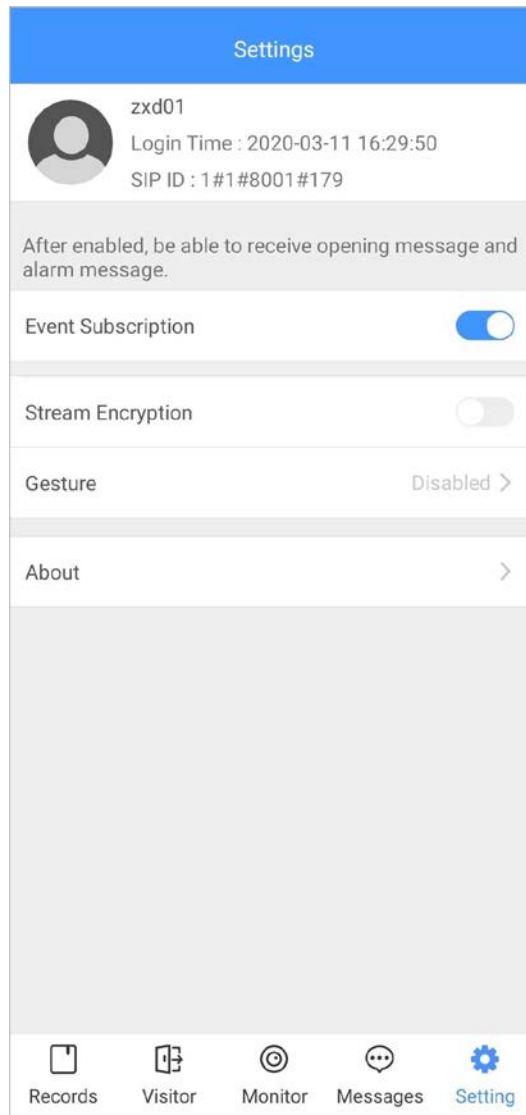 Settings
zxd01
Login Time : 2020-03-11 16:29:50
SIP ID : 1#1#8001#179
After enabled, be able to receive opening message and
alarm message.
Event Subscription
Stream Encryption
Gesture Disabled >
About >
Records Visitor Monitor Messages Setting